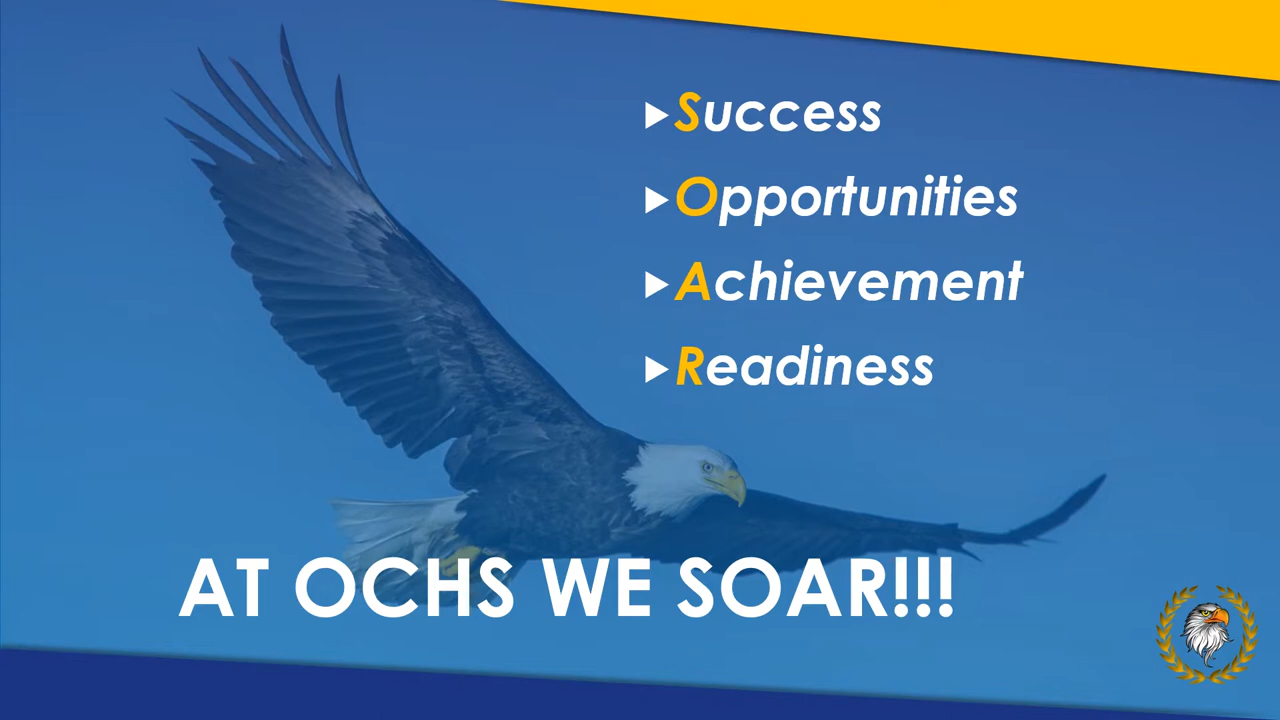 Success
Opportunities
Achievement
Readiness
AT OCHS WE SOAR!!!